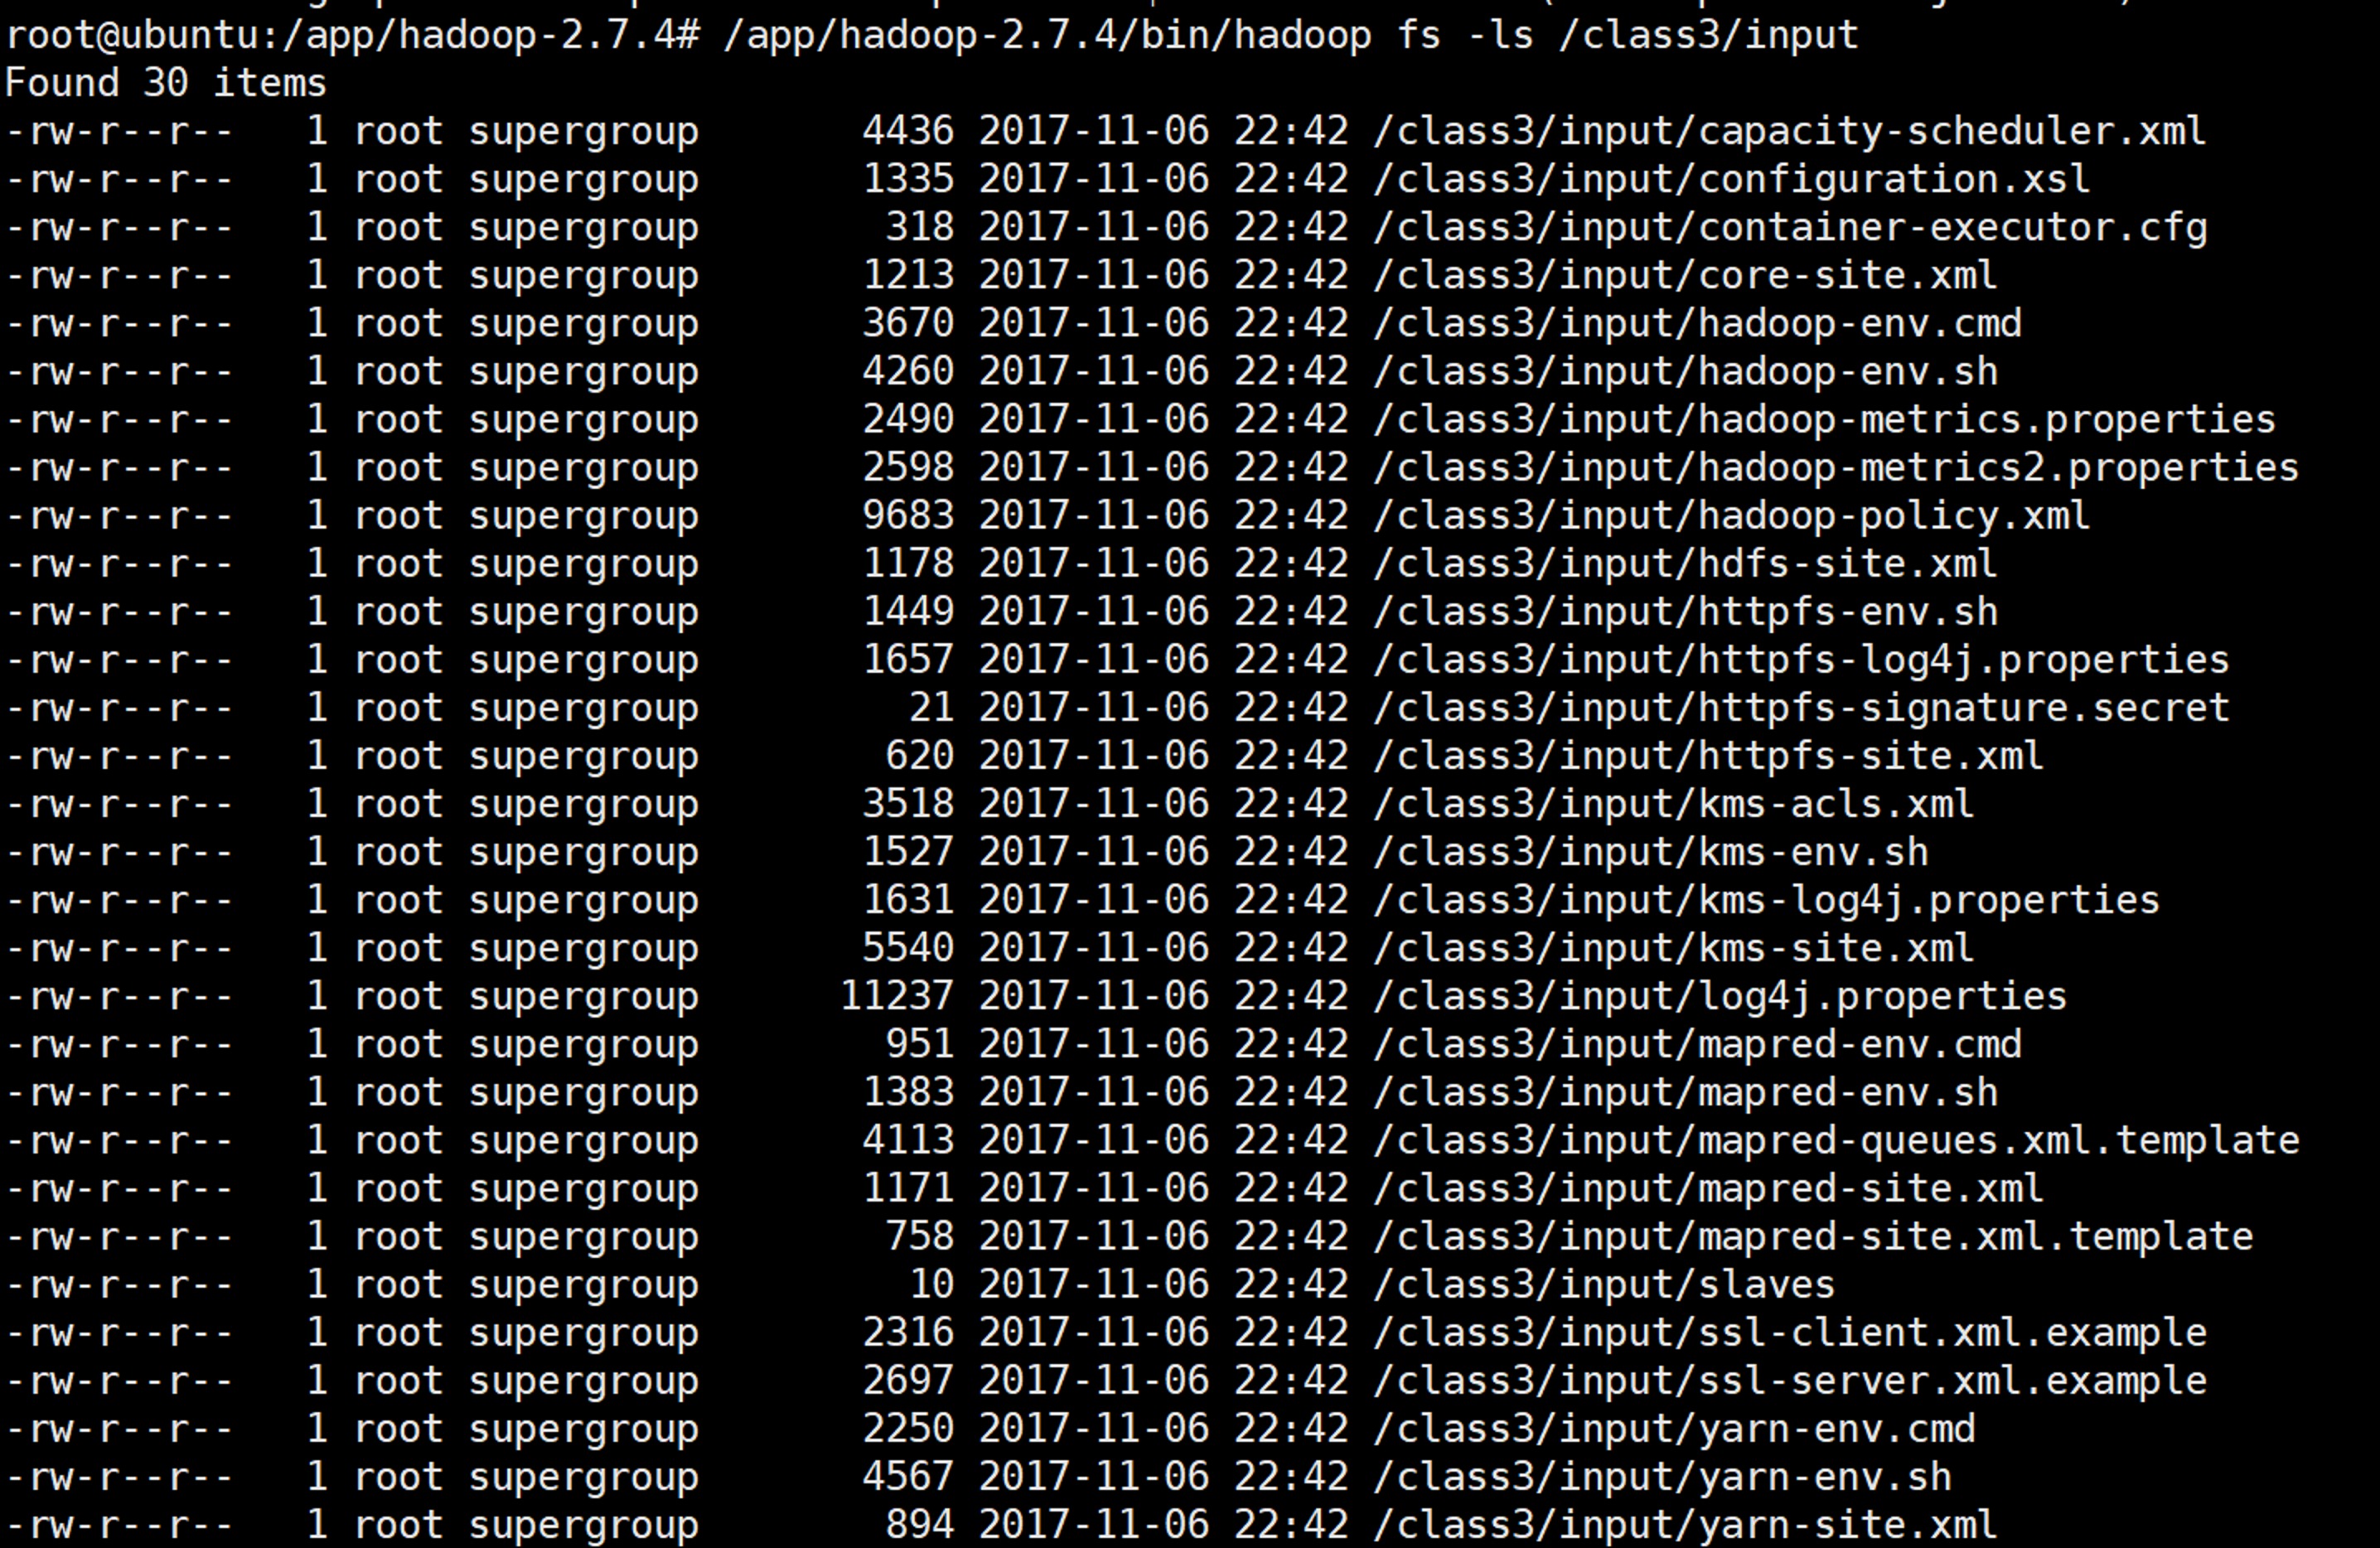 root@ubuntu:/app/hadoop-2.7.4# /app/hadoop-2.7.4/bin/hadoop fs -ls /class3/input
Found 30 items
-rw-r--r--   1 root supergroup       4436 2017-11-06 22:42 /class3/input/capacity-scheduler.xml
-rw-r--r--   1 root supergroup       1335 2017-11-06 22:42 /class3/input/configuration.xsl
-rw-r--r--   1 root supergroup        318 2017-11-06 22:42 /class3/input/container-executor.cfg
-rw-r--r--   1 root supergroup       1213 2017-11-06 22:42 /class3/input/core-site.xml
-rw-r--r--   1 root supergroup       3670 2017-11-06 22:42 /class3/input/hadoop-env.cmd
-rw-r--r--   1 root supergroup       4260 2017-11-06 22:42 /class3/input/hadoop-env.sh
-rw-r--r--   1 root supergroup       2490 2017-11-06 22:42 /class3/input/hadoop-metrics.properties
-rw-r--r--   1 root supergroup       2598 2017-11-06 22:42 /class3/input/hadoop-metrics2.properties
-rw-r--r--   1 root supergroup       9683 2017-11-06 22:42 /class3/input/hadoop-policy.xml
-rw-r--r--   1 root supergroup       1178 2017-11-06 22:42 /class3/input/hdfs-site.xml
-rw-r--r--   1 root supergroup       1449 2017-11-06 22:42 /class3/input/httpfs-env.sh
-rw-r--r--   1 root supergroup       1657 2017-11-06 22:42 /class3/input/httpfs-log4j.properties
-rw-r--r--   1 root supergroup         21 2017-11-06 22:42 /class3/input/httpfs-signature.secret
-rw-r--r--   1 root supergroup        620 2017-11-06 22:42 /class3/input/httpfs-site.xml
-rw-r--r--   1 root supergroup       3518 2017-11-06 22:42 /class3/input/kms-acls.xml
-rw-r--r--   1 root supergroup       1527 2017-11-06 22:42 /class3/input/kms-env.sh
-rw-r--r--   1 root supergroup       1631 2017-11-06 22:42 /class3/input/kms-log4j.properties
-rw-r--r--   1 root supergroup       5540 2017-11-06 22:42 /class3/input/kms-site.xml
-rw-r--r--   1 root supergroup      11237 2017-11-06 22:42 /class3/input/log4j.properties
-rw-r--r--   1 root supergroup        951 2017-11-06 22:42 /class3/input/mapred-env.cmd
-rw-r--r--   1 root supergroup       1383 2017-11-06 22:42 /class3/input/mapred-env.sh
-rw-r--r--   1 root supergroup       4113 2017-11-06 22:42 /class3/input/mapred-queues.xml.template
-rw-r--r--   1 root supergroup       1171 2017-11-06 22:42 /class3/input/mapred-site.xml
-rw-r--r--   1 root supergroup        758 2017-11-06 22:42 /class3/input/mapred-site.xml.template
-rw-r--r--   1 root supergroup         10 2017-11-06 22:42 /class3/input/slaves
-rw-r--r--   1 root supergroup       2316 2017-11-06 22:42 /class3/input/ssl-client.xml.example
-rw-r--r--   1 root supergroup       2697 2017-11-06 22:42 /class3/input/ssl-server.xml.example
-rw-r--r--   1 root supergroup       2250 2017-11-06 22:42 /class3/input/yarn-env.cmd
-rw-r--r--   1 root supergroup       4567 2017-11-06 22:42 /class3/input/yarn-env.sh
-rw-r--r--   1 root supergroup        894 2017-11-06 22:42 /class3/input/yarn-site.xml